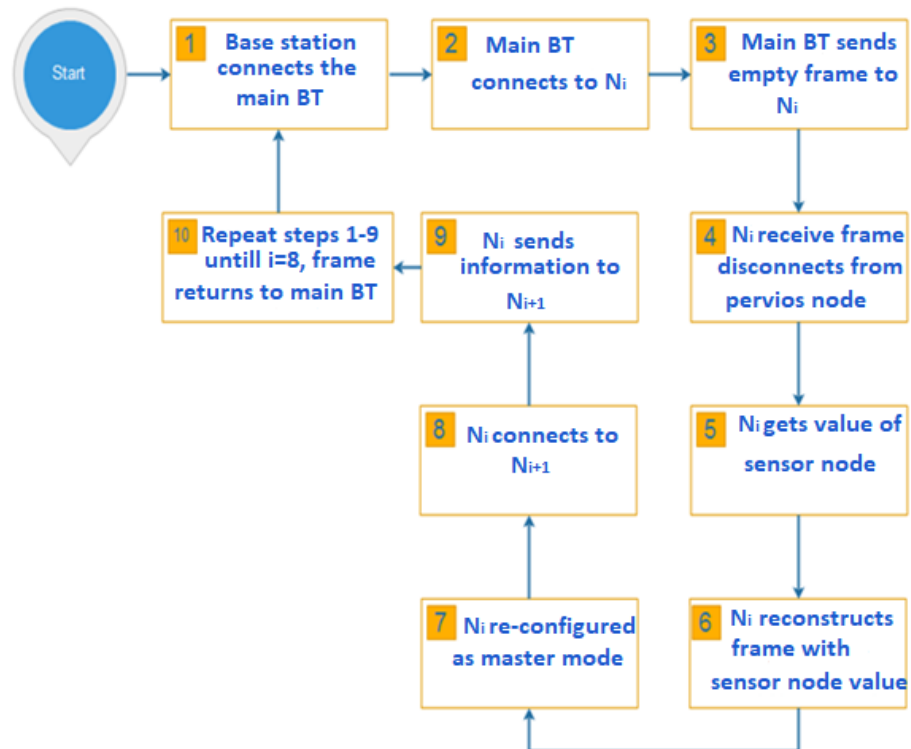 Start
1
Base station
connects the
main BT
2
Main BT
connects to Ni
3
Main BT sends
empty frame to
Ni
4
Ni receive frame
disconnects from
pervios node
5
Ni gets value of
sensor node
6
Ni reconstructs
frame with
sensor node value
7
Ni re-configured
as master mode
8
Ni connects to
Ni+1
9
Ni sends
information to
Ni+1
10
Repeat steps 1-9
untill i=8, frame
returns to main BT